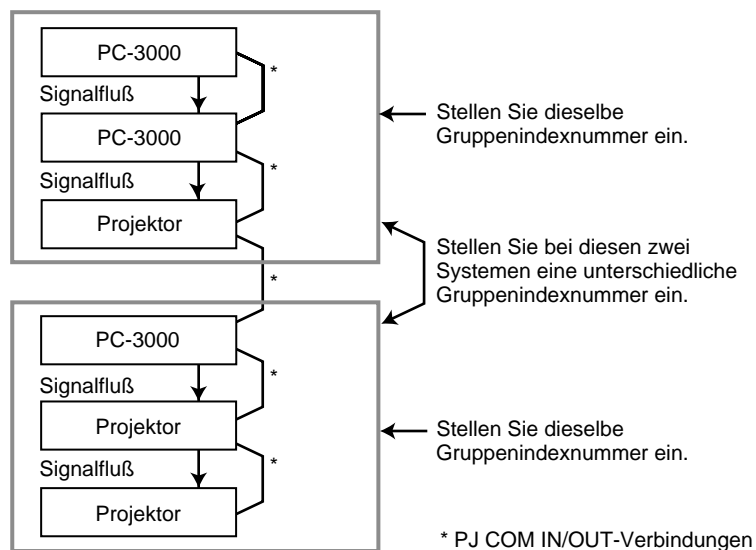 PC-3000
*
Signalfluß
PC-3000
*
Signalfluß
Projektor
*
Stellen Sie dieselbe
Gruppenindexnummer ein.
Stellen Sie bei diesen zwei
Systemen eine unterschiedliche
Gruppenindexnummer ein.
PC-3000
*
Signalfluß
Projektor
*
Signalfluß
Projektor
Stellen Sie dieselbe
Gruppenindexnummer ein.
* PJ COM IN/OUT-Verbindungen